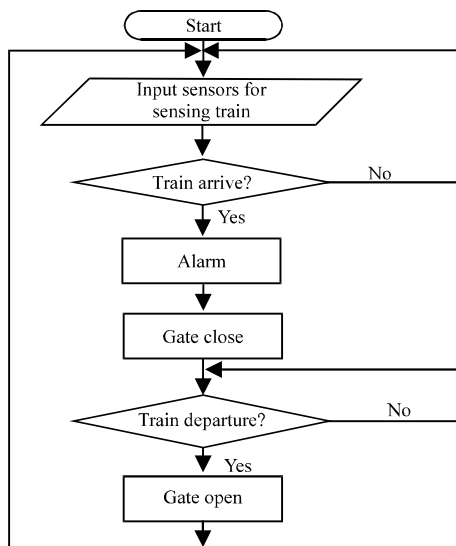 Start
Input sensors for
sensing train
Train arrive?
No
Yes
Alarm
Gate close
Train departure?
No
Yes
Gate open